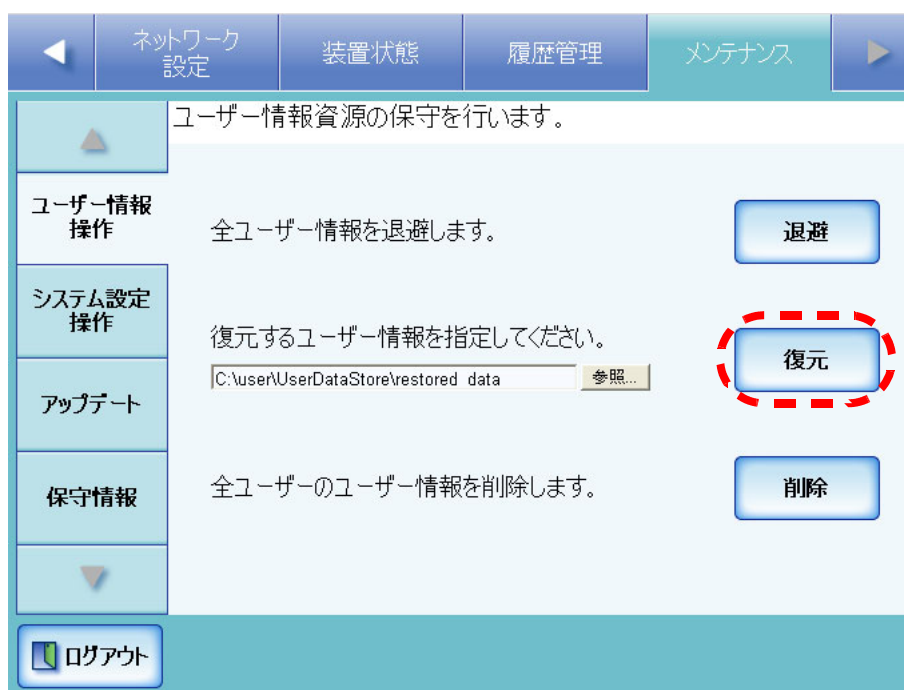 ネットワーク
設定
装置状態
履歴管理
メンテナンス
ユーザー情報資源の保守を行います。
ユーザー情報
操作
全ユーザー情報を退避します。
退避
システム設定
操作
復元するユーザー情報を指定してください。
復元
C:\user\UserDataStore\restored data
参照...
アップデート
保守情報
全ユーザーのユーザー情報を削除します。
削除
ログアウト